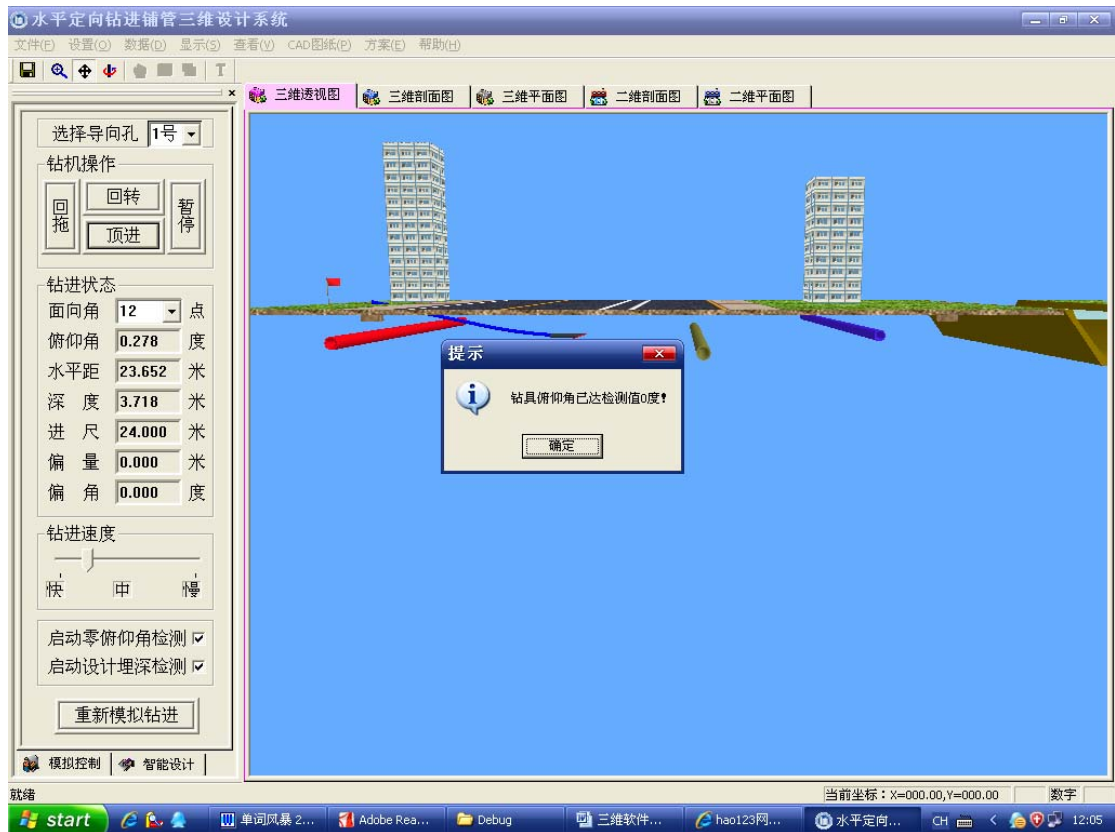 水平定向钻进铺管三维设计系统
文件(F) 设置(O) 数据(D) 显示(S) 查看(V) CAD图纸(P) 方案(E) 帮助(H)
T
三维透视图 三维剖面图 三维平面图 二维剖面图 二维平面图
选择导向孔 1号
钻机操作
回拖 回转 顶进 暂停
钻进状态
面向角 12 点
俯仰角 0.278 度
水平距 23.652 米
深 度 3.718 米
进 尺 24.000 米
偏 量 0.000 米
偏 角 0.000 度
钻进速度
快 中 慢
启动零俯仰角检测
启动设计埋深检测
重新模拟钻进
模拟控制 智能设计
提示
钻具俯仰角已达检测值0度!
确定
就绪 当前坐标：X=000.00,Y=000.00 数字
start 单词风暴 2... Adobe Rea... Debug 三维软件... hao123网... 水平定向... CH 12:05